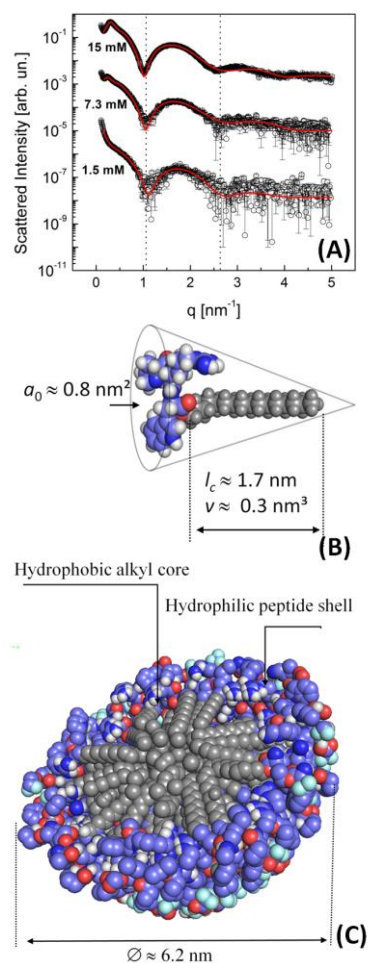 10⁻¹
15 mM
10⁻³
7.3 mM
10⁻⁵
1.5 mM
10⁻⁷
10⁻⁹
10⁻¹¹
Scattered Intensity [arb. un.]
(A)
0 1 2 3 4 5
q [nm⁻¹]
a₀ ≈ 0.8 nm²
l꜀ ≈ 1.7 nm
v ≈ 0.3 nm³
(B)
Hydrophobic alkyl core
Hydrophilic peptide shell
(C)
∅ ≈ 6.2 nm